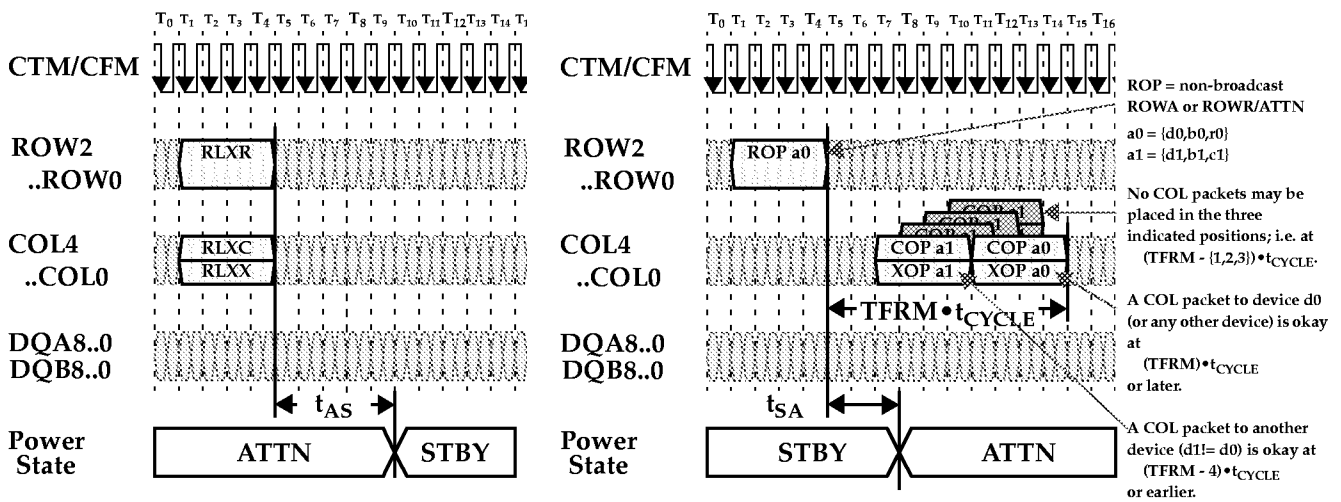 T0 T1 T2 T3 T4 T5 T6 T7 T8 T9 T10 T11 T12 T13 T14 T1
CTM/CFM
ROW2
..ROW0
RLXR
COL4
..COL0
RLXC
RLXX
DQA8..0
DQB8..0
tAS
Power
State
ATTN
STBY
T0 T1 T2 T3 T4 T5 T6 T7 T8 T9 T10 T11 T12 T13 T14 T15 T16
CTM/CFM
ROW2
..ROW0
ROP a0
COL4
..COL0
COP a1
COP a1
COP a1
COP a1
COP a0
XOP a1
XOP a0
TFRM•tCYCLE
DQA8..0
DQB8..0
tSA
Power
State
STBY
ATTN
ROP = non-broadcast
ROWA or ROWR/ATTN
a0 = {d0,b0,r0}
a1 = {d1,b1,c1}
No COL packets may be
placed in the three
indicated positions; i.e. at
(TFRM - {1,2,3})•tCYCLE.
A COL packet to device d0
(or any other device) is okay
at
(TFRM)•tCYCLE
or later.
A COL packet to another
device (d1!= d0) is okay at
(TFRM - 4)•tCYCLE
or earlier.